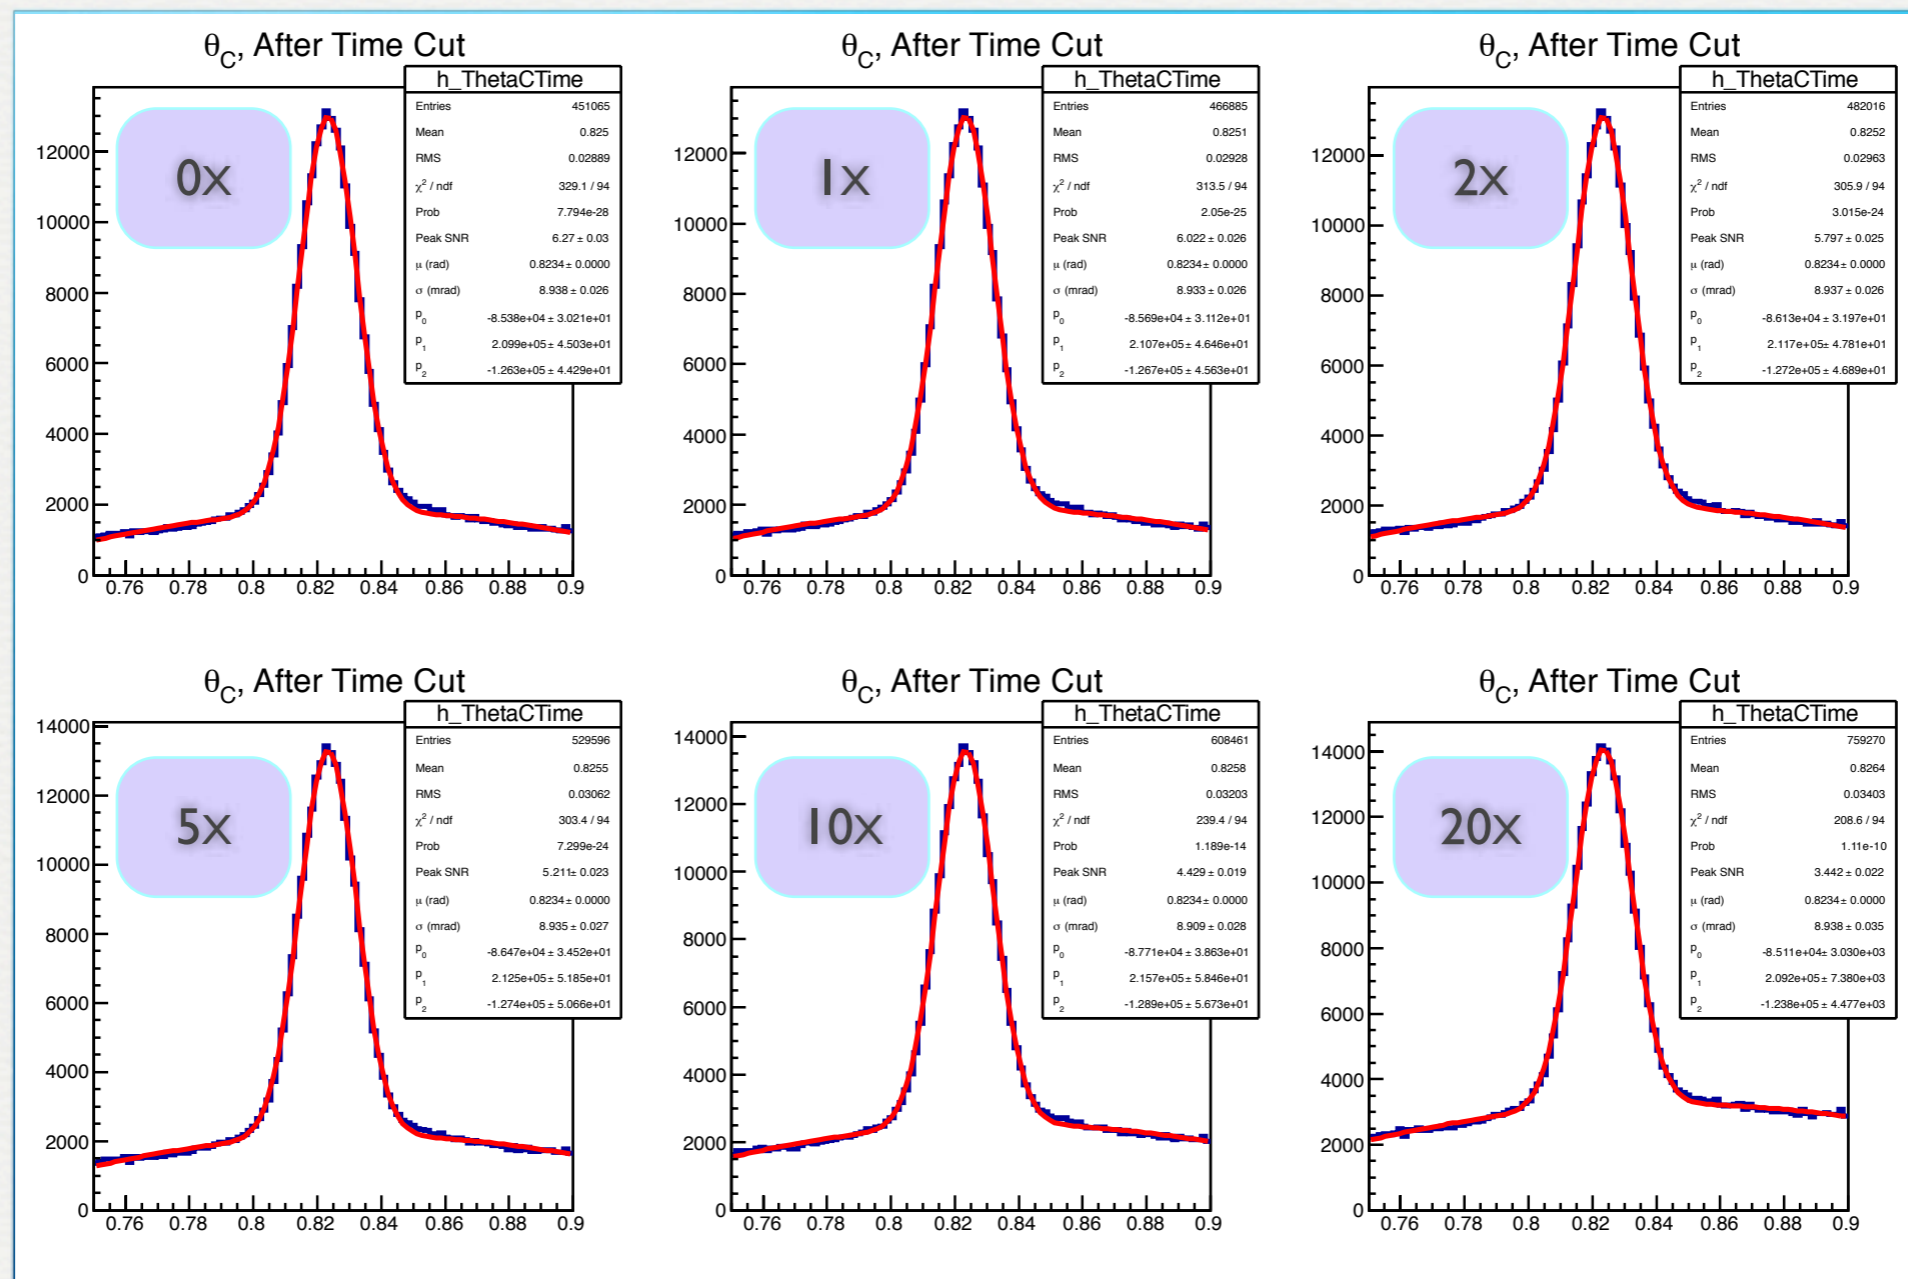 θC, After Time Cut
h_ThetaCTime
Entries 451065
Mean 0.825
RMS 0.02889
χ² / ndf 329.1 / 94
Prob 7.794e-28
Peak SNR 6.27 ± 0.03
μ (rad) 0.8234 ± 0.0000
σ (mrad) 8.938 ± 0.026
p0 -8.538e+04 ± 3.021e+01
p1 2.099e+05 ± 4.503e+01
p2 -1.263e+05 ± 4.429e+01
0x
12000
10000
8000
6000
4000
2000
0
0.76 0.78 0.8 0.82 0.84 0.86 0.88 0.9
θC, After Time Cut
h_ThetaCTime
Entries 466885
Mean 0.8251
RMS 0.02928
χ² / ndf 313.5 / 94
Prob 2.05e-25
Peak SNR 6.022 ± 0.026
μ (rad) 0.8234 ± 0.0000
σ (mrad) 8.933 ± 0.026
p0 -8.569e+04 ± 3.112e+01
p1 2.107e+05 ± 4.646e+01
p2 -1.267e+05 ± 4.563e+01
1x
12000
10000
8000
6000
4000
2000
0
0.76 0.78 0.8 0.82 0.84 0.86 0.88 0.9
θC, After Time Cut
h_ThetaCTime
Entries 482016
Mean 0.8252
RMS 0.02963
χ² / ndf 305.9 / 94
Prob 3.015e-24
Peak SNR 5.797 ± 0.025
μ (rad) 0.8234 ± 0.0000
σ (mrad) 8.937 ± 0.026
p0 -8.613e+04 ± 3.197e+01
p1 2.117e+05 ± 4.781e+01
p2 -1.272e+05 ± 4.689e+01
2x
12000
10000
8000
6000
4000
2000
0
0.76 0.78 0.8 0.82 0.84 0.86 0.88 0.9
θC, After Time Cut
h_ThetaCTime
Entries 529596
Mean 0.8255
RMS 0.03062
χ² / ndf 303.4 / 94
Prob 7.299e-24
Peak SNR 5.211 ± 0.023
μ (rad) 0.8234 ± 0.0000
σ (mrad) 8.935 ± 0.027
p0 -8.647e+04 ± 3.452e+01
p1 2.125e+05 ± 5.185e+01
p2 -1.274e+05 ± 5.066e+01
5x
14000
12000
10000
8000
6000
4000
2000
0
0.76 0.78 0.8 0.82 0.84 0.86 0.88 0.9
θC, After Time Cut
h_ThetaCTime
Entries 608461
Mean 0.8258
RMS 0.03203
χ² / ndf 239.4 / 94
Prob 1.189e-14
Peak SNR 4.429 ± 0.019
μ (rad) 0.8234 ± 0.0000
σ (mrad) 8.909 ± 0.028
p0 -8.771e+04 ± 3.863e+01
p1 2.157e+05 ± 5.846e+01
p2 -1.289e+05 ± 5.673e+01
10x
14000
12000
10000
8000
6000
4000
2000
0
0.76 0.78 0.8 0.82 0.84 0.86 0.88 0.9
θC, After Time Cut
h_ThetaCTime
Entries 759270
Mean 0.8264
RMS 0.03403
χ² / ndf 208.6 / 94
Prob 1.11e-10
Peak SNR 3.442 ± 0.022
μ (rad) 0.8234 ± 0.0000
σ (mrad) 8.938 ± 0.035
p0 -8.511e+04 ± 3.030e+03
p1 2.092e+05 ± 7.380e+03
p2 -1.238e+05 ± 4.477e+03
20x
14000
12000
10000
8000
6000
4000
2000
0
0.76 0.78 0.8 0.82 0.84 0.86 0.88 0.9